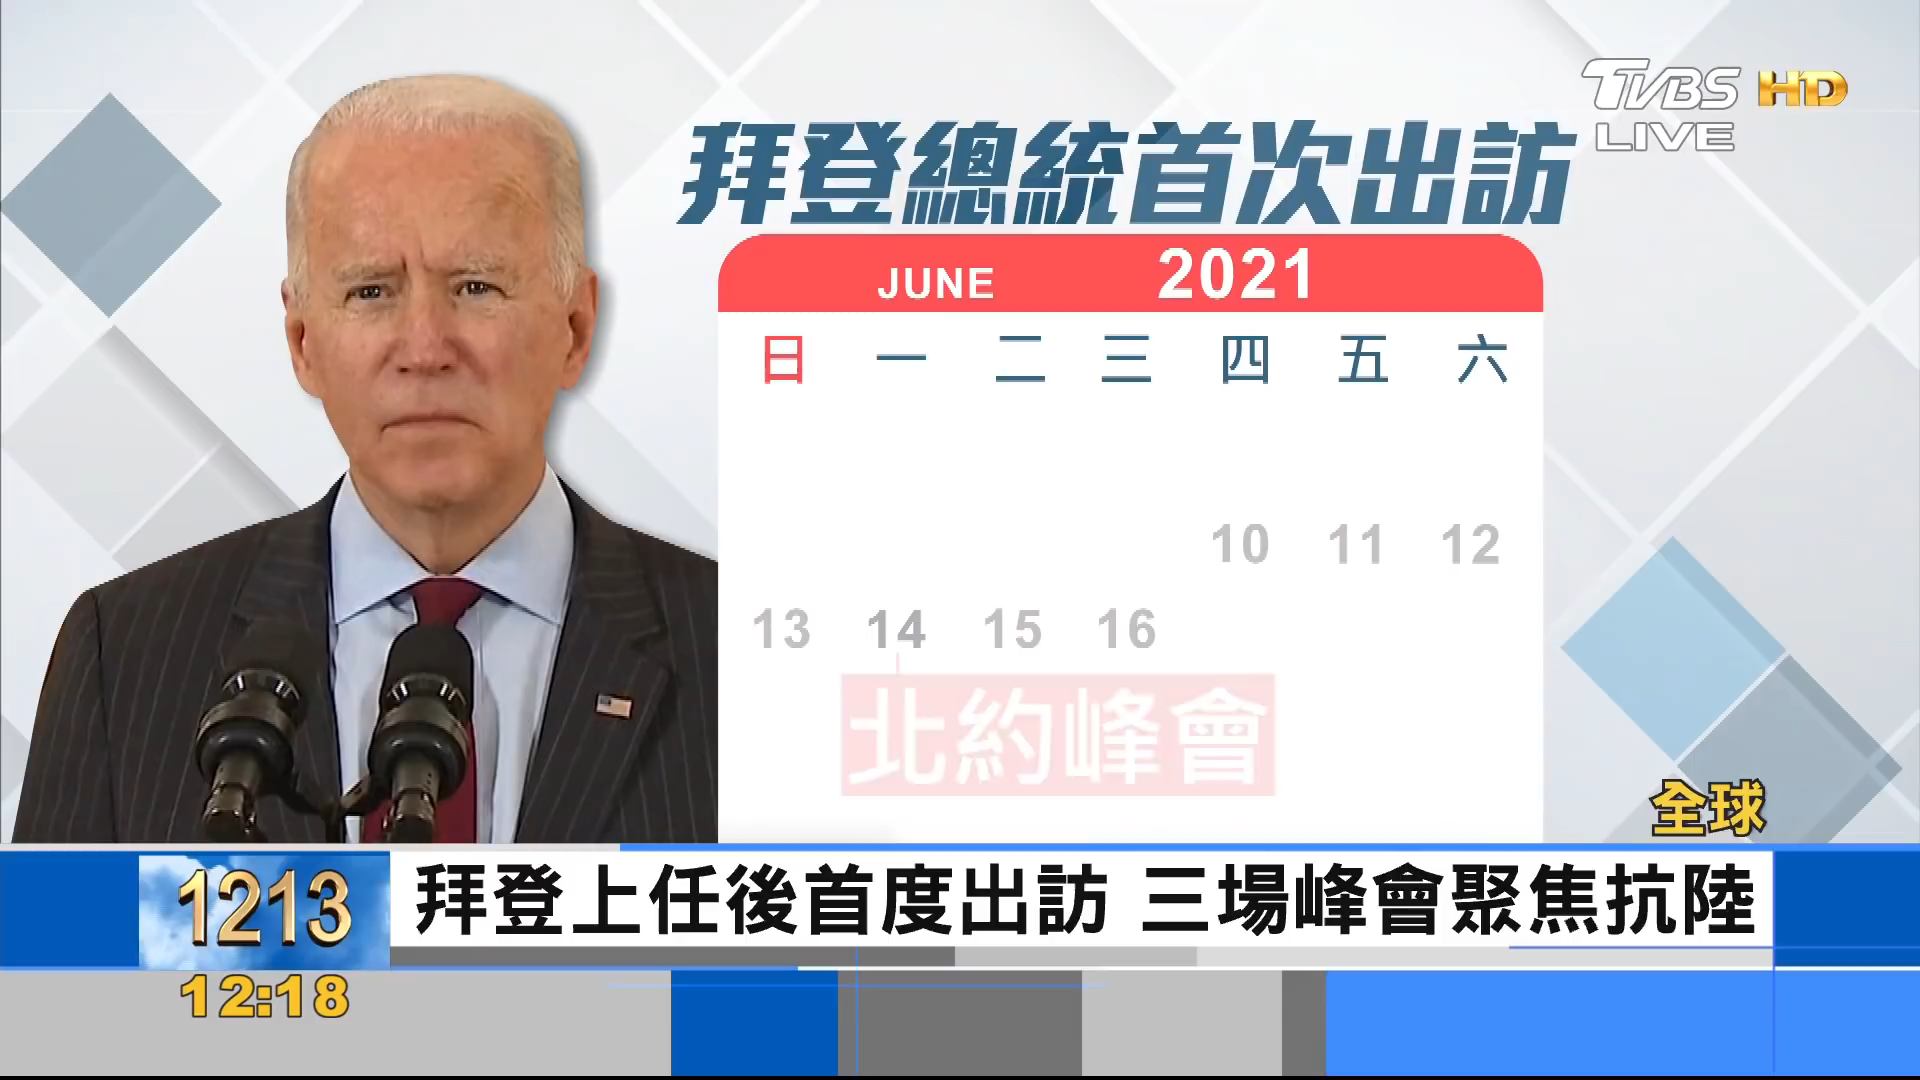 TVBS HD
LIVE
拜登總統首次出訪
JUNE 2021
日 一 二 三 四 五 六
10 11 12
13 14 15 16
北約峰會
全球
1213 拜登上任後首度出訪 三場峰會聚焦抗陸
12:18